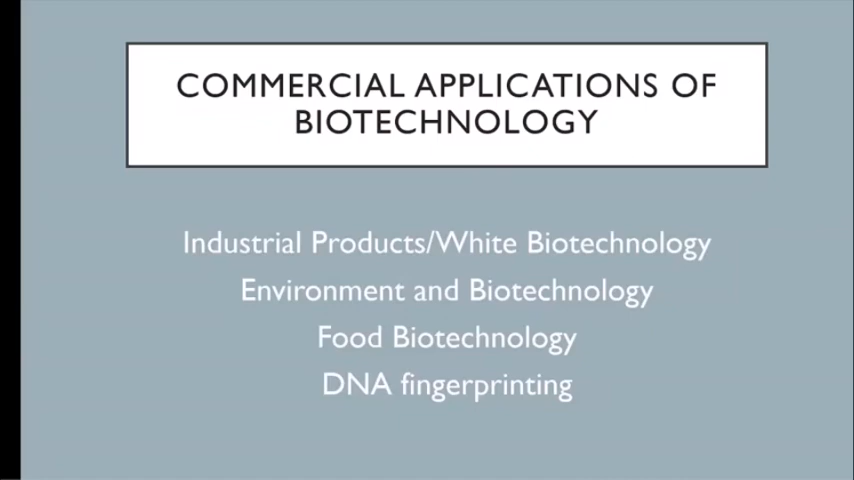 COMMERCIAL APPLICATIONS OF
BIOTECHNOLOGY
Industrial Products/White Biotechnology
Environment and Biotechnology
Food Biotechnology
DNA fingerprinting